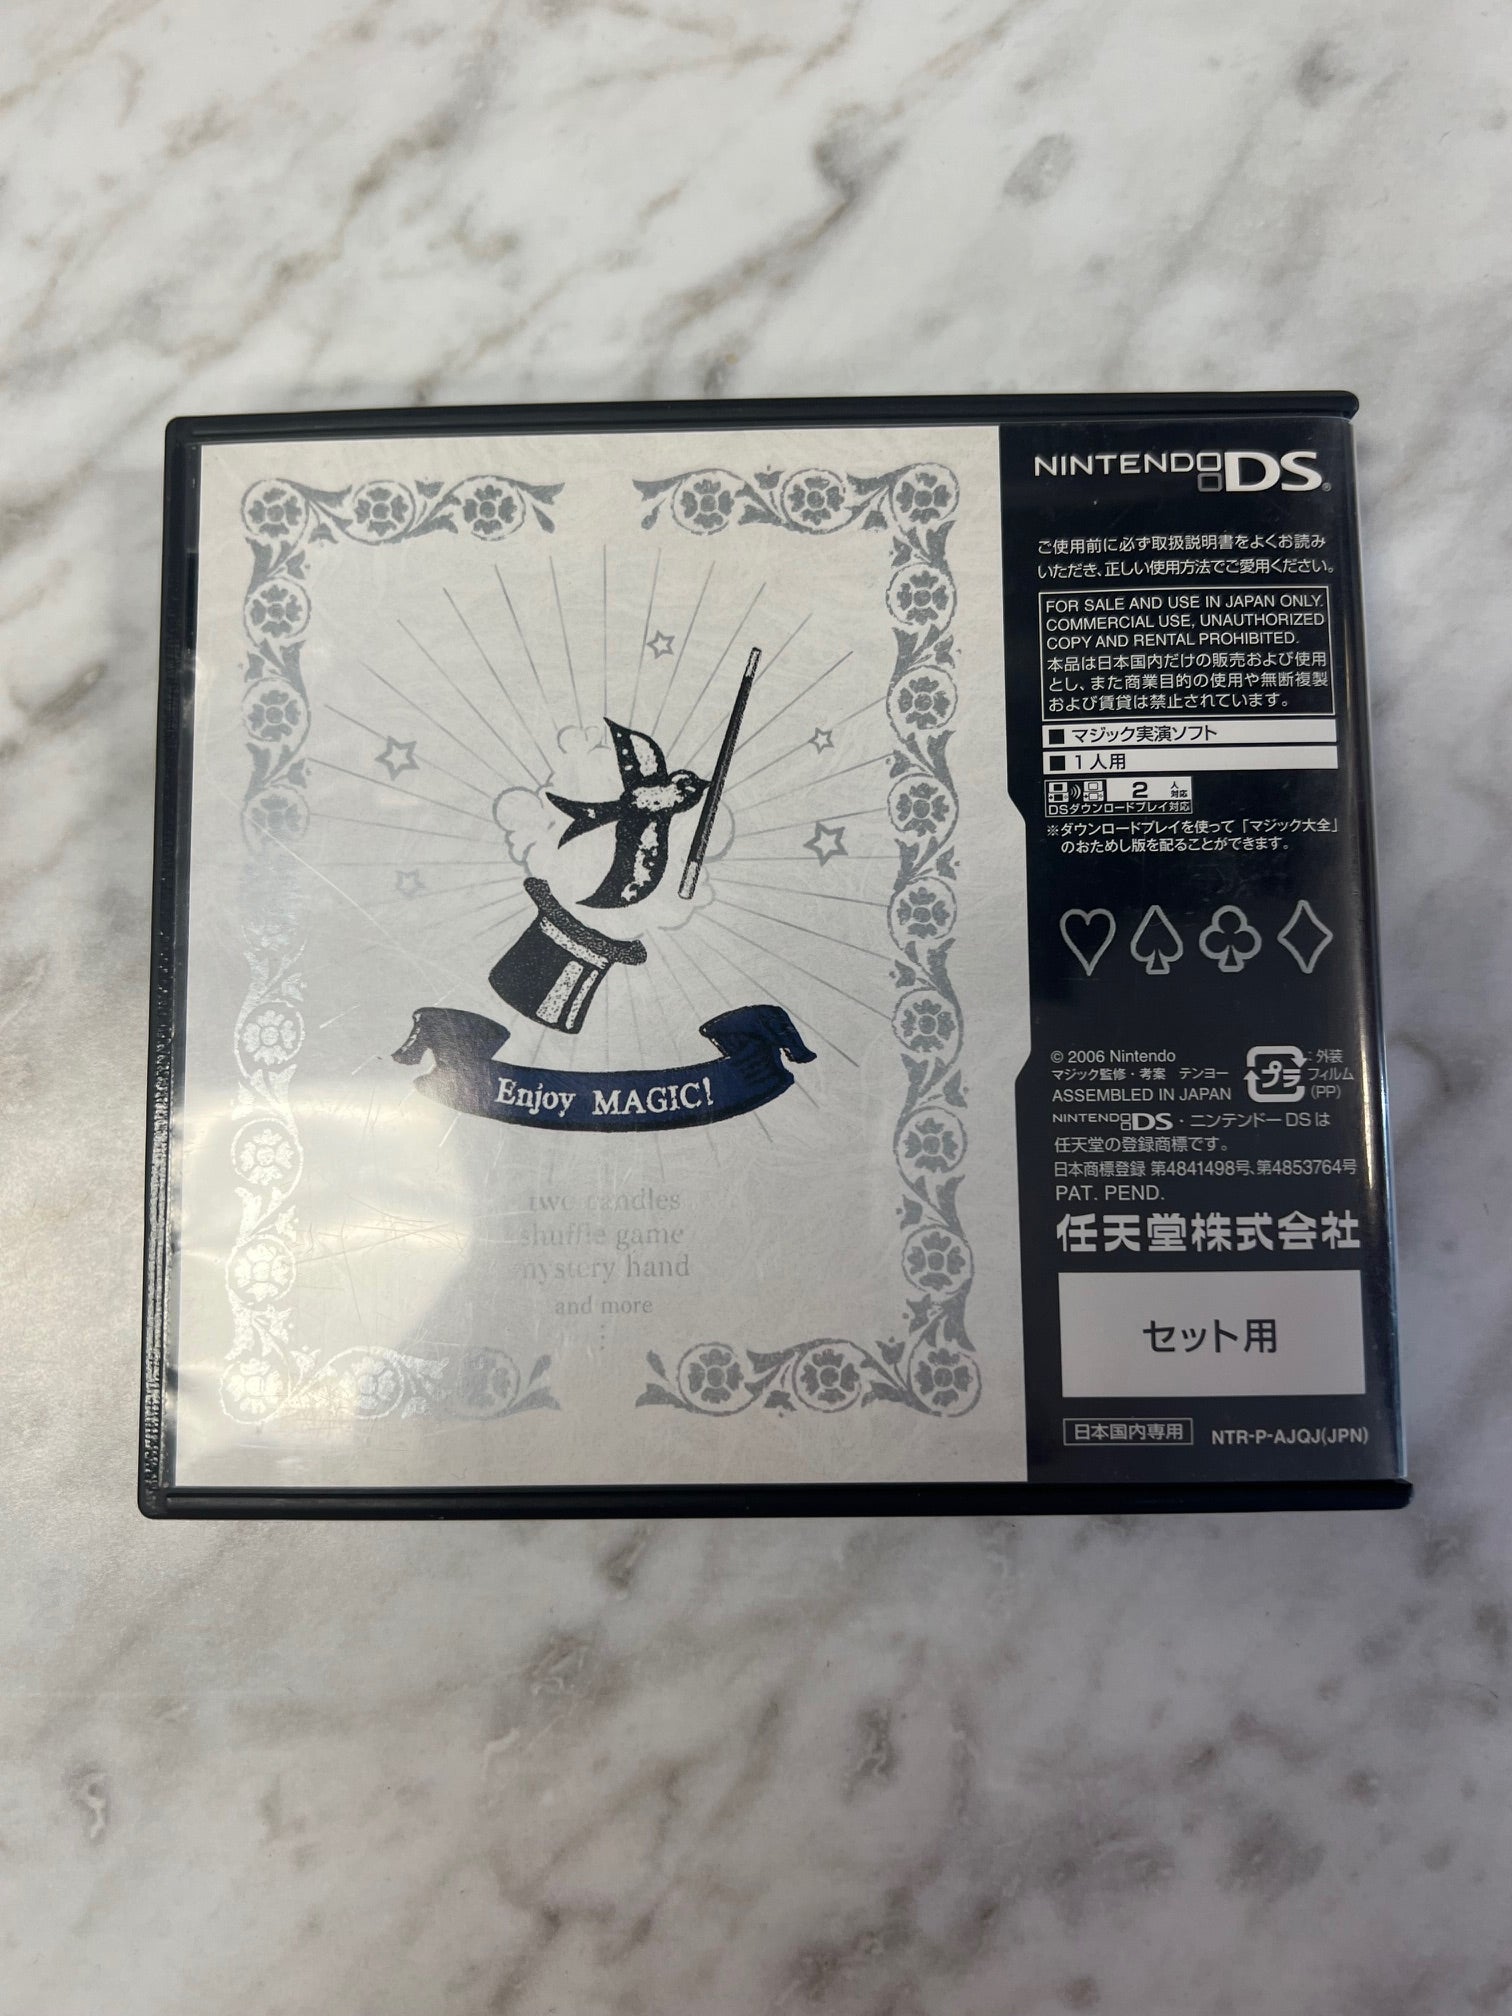 Enjoy MAGIC!
two candles
shuffle game
mystery hand
and more
NINTENDO DS
ご使用前に必ず取扱説明書をよくお読み
いただき、正しい使用方法でご愛用ください。
FOR SALE AND USE IN JAPAN ONLY.
COMMERCIAL USE, UNAUTHORIZED
COPY AND RENTAL PROHIBITED.
本品は日本国内だけの販売および使用
とし、また商業目的の使用や無断複製
および賃貸は禁止されています。
■ マジック実演ソフト
■ 1人用
2 人対応
DSダウンロードプレイ対応
※ダウンロードプレイを使って「マジック大全」
のおためし版を配ることができます。
© 2006 Nintendo
マジック監修・考案 テンヨー
ASSEMBLED IN JAPAN
プラ
：外装
フィルム
(PP)
NINTENDO DS・ニンテンドーDSは
任天堂の登録商標です。
日本商標登録 第4841498号、第4853764号
PAT. PEND.
任天堂株式会社
セット用
日本国内専用 NTR-P-AJQJ(JPN)